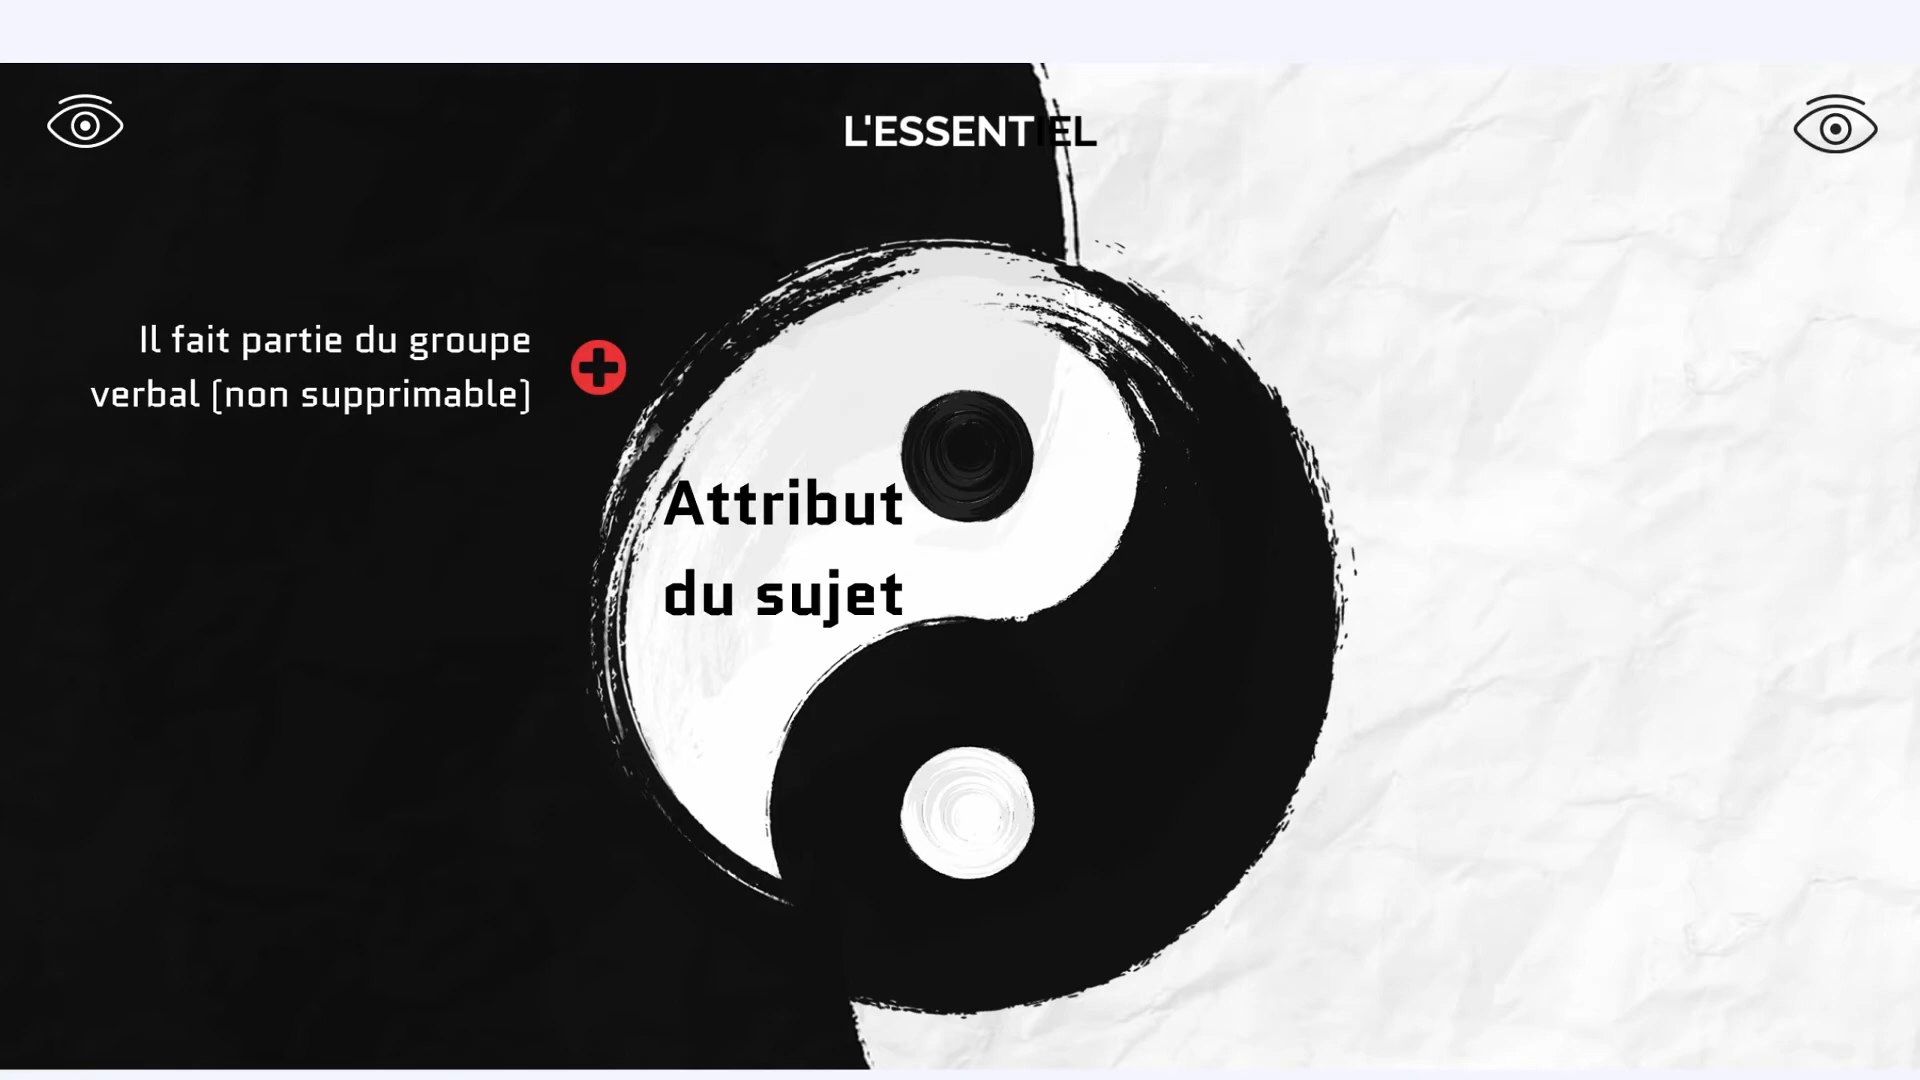 L'ESSENTIEL
Il fait partie du groupe
verbal (non supprimable)
Attribut
du sujet